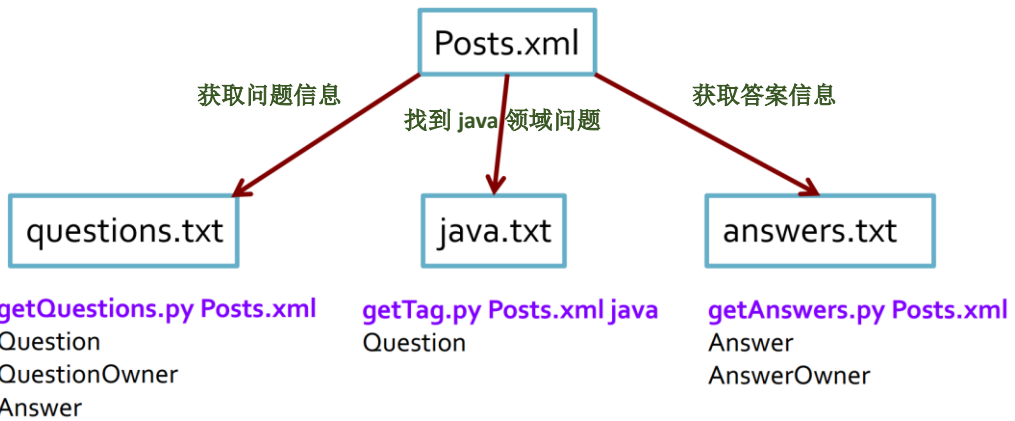 Posts.xml
获取问题信息
找到 java 领域问题
获取答案信息
questions.txt
java.txt
answers.txt
getQuestions.py Posts.xml
Question
QuestionOwner
Answer
getTag.py Posts.xml java
Question
getAnswers.py Posts.xml
Answer
AnswerOwner